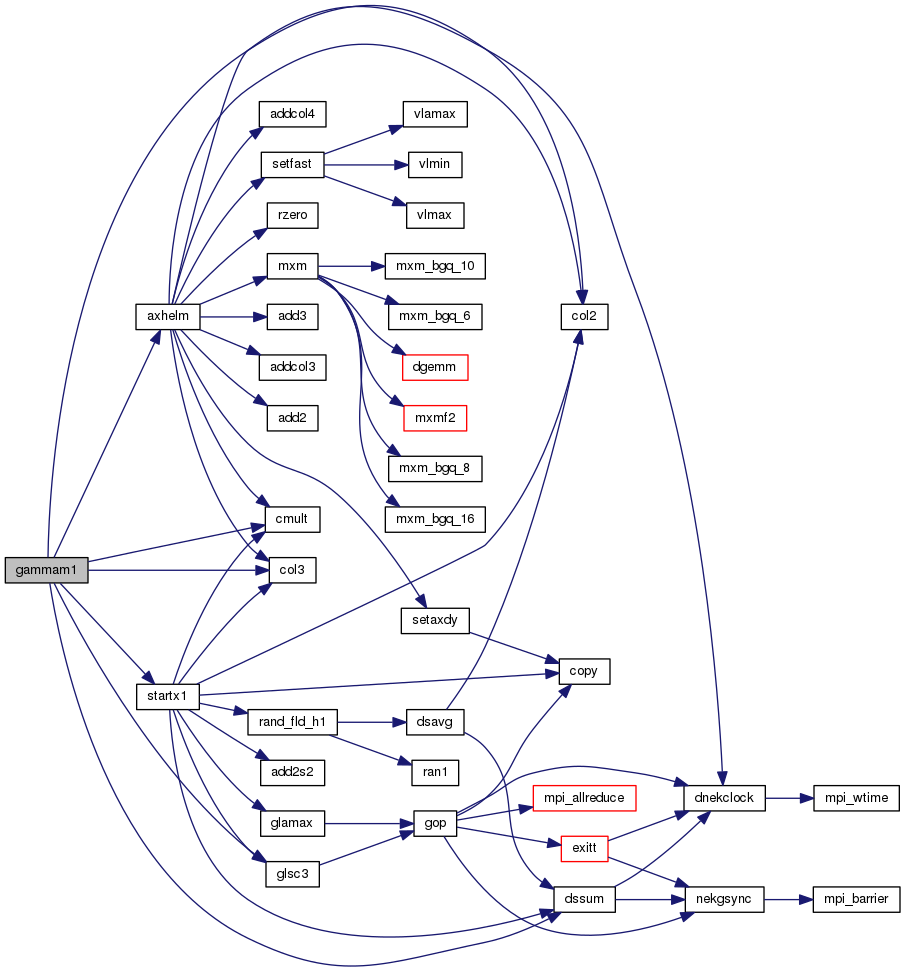 addcol4
vlamax
setfast
vlmin
rzero
vlmax
mxm
mxm_bgq_10
axhelm
add3
mxm_bgq_6
col2
addcol3
dgemm
add2
mxmf2
mxm_bgq_8
cmult
mxm_bgq_16
gammam1
col3
setaxdy
copy
startx1
rand_fld_h1
dsavg
add2s2
ran1
mpi_allreduce
dnekclock
mpi_wtime
glamax
gop
exitt
glsc3
dssum
nekgsync
mpi_barrier